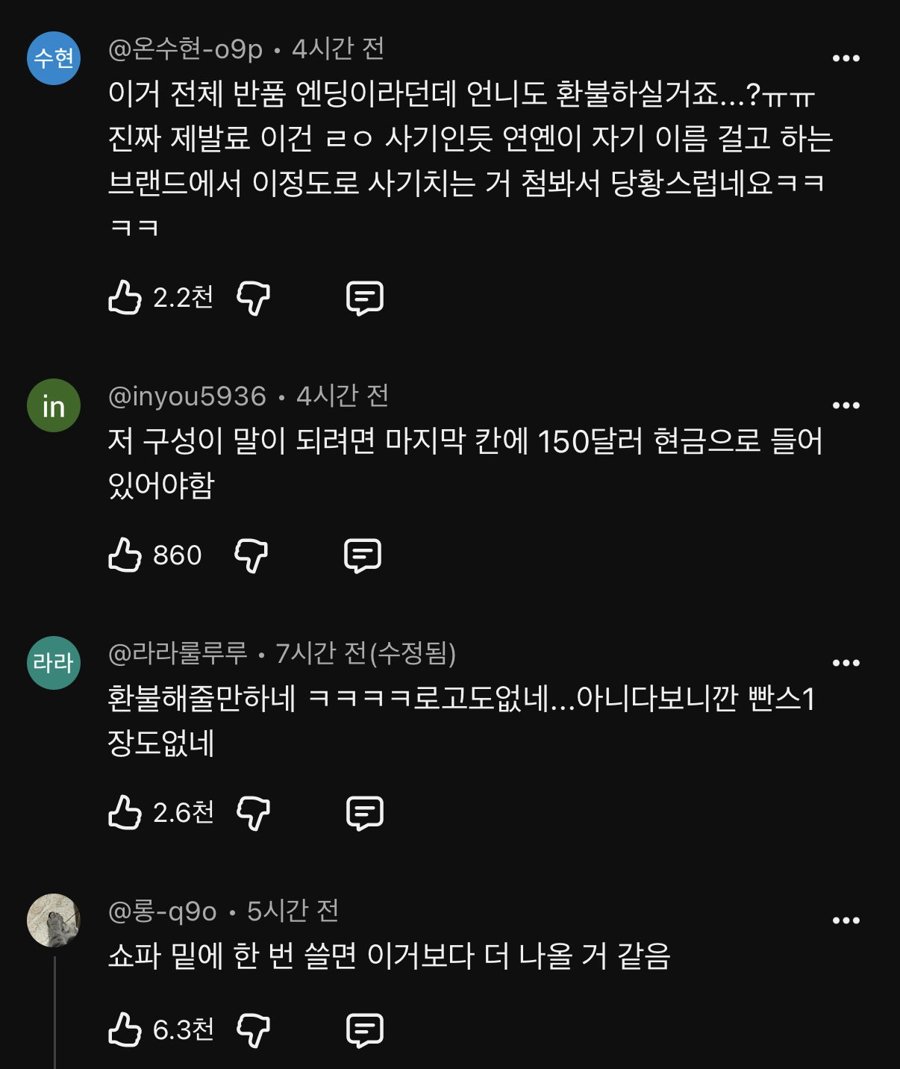 수현
@온수현-o9p • 4시간 전
이거 전체 반품 엔딩이라던데 언니도 환불하실거죠...?ㅠㅠ
진짜 제발료 이건 ㄹㅇ 사기인듯 연옌이 자기 이름 걸고 하는
브랜드에서 이정도로 사기치는 거 첨봐서 당황스럽네요ㅋㅋ
ㅋㅋ
2.2천
in
@inyou5936 • 4시간 전
저 구성이 말이 되려면 마지막 칸에 150달러 현금으로 들어
있어야함
860
라라
@라라룰루루 • 7시간 전(수정됨)
환불해줄만하네 ㅋㅋㅋㅋ로고도없네...아니다보니깐 빤스1
장도없네
2.6천
@롱-q9o • 5시간 전
쇼파 밑에 한 번 쓸면 이거보다 더 나올 거 같음
6.3천